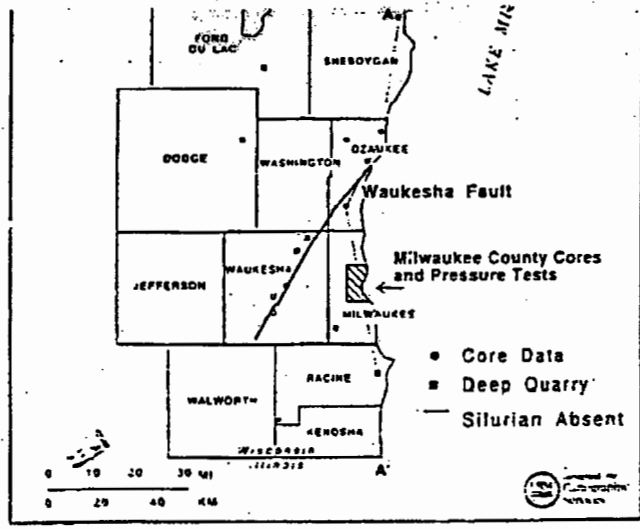 A
FOND
DU LAC
SHEBOYGAN
LAKE
DODGE
WASHINGTON
OZAUKEE
Waukesha Fault
JEFFERSON
WAUKESHA
Milwaukee County Cores
and Pressure Tests
MILWAUKEE
Core Data
Deep Quarry
Silurian Absent
WALWORTH
RACINE
KENOSHA
WISCONSIN
ILLINOIS
A'
0 10 20 30 MI
0 20 40 KM